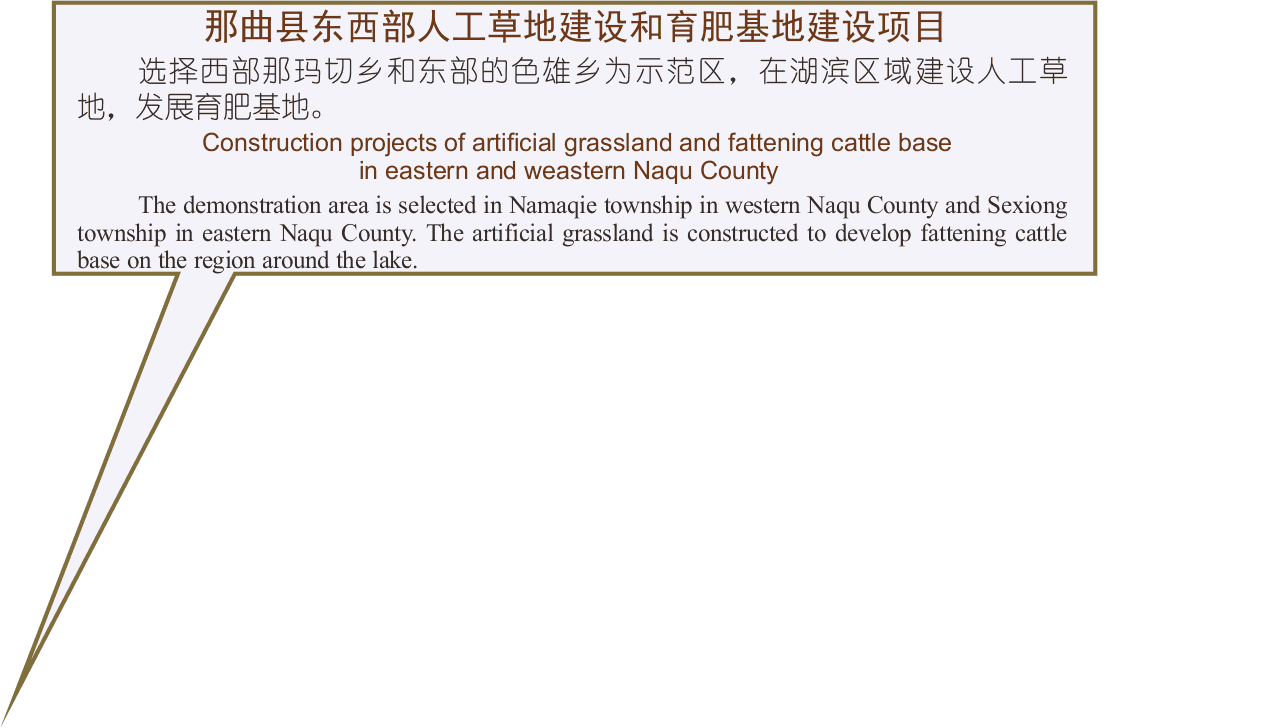 那曲县东西部人工草地建设和育肥基地建设项目
选择西部那玛切乡和东部的色雄乡为示范区，在湖滨区域建设人工草
地，发展育肥基地。
Construction projects of artificial grassland and fattening cattle base
in eastern and weastern Naqu County
The demonstration area is selected in Namaqie township in western Naqu County and Sexiong
township in eastern Naqu County. The artificial grassland is constructed to develop fattening cattle
base on the region around the lake.